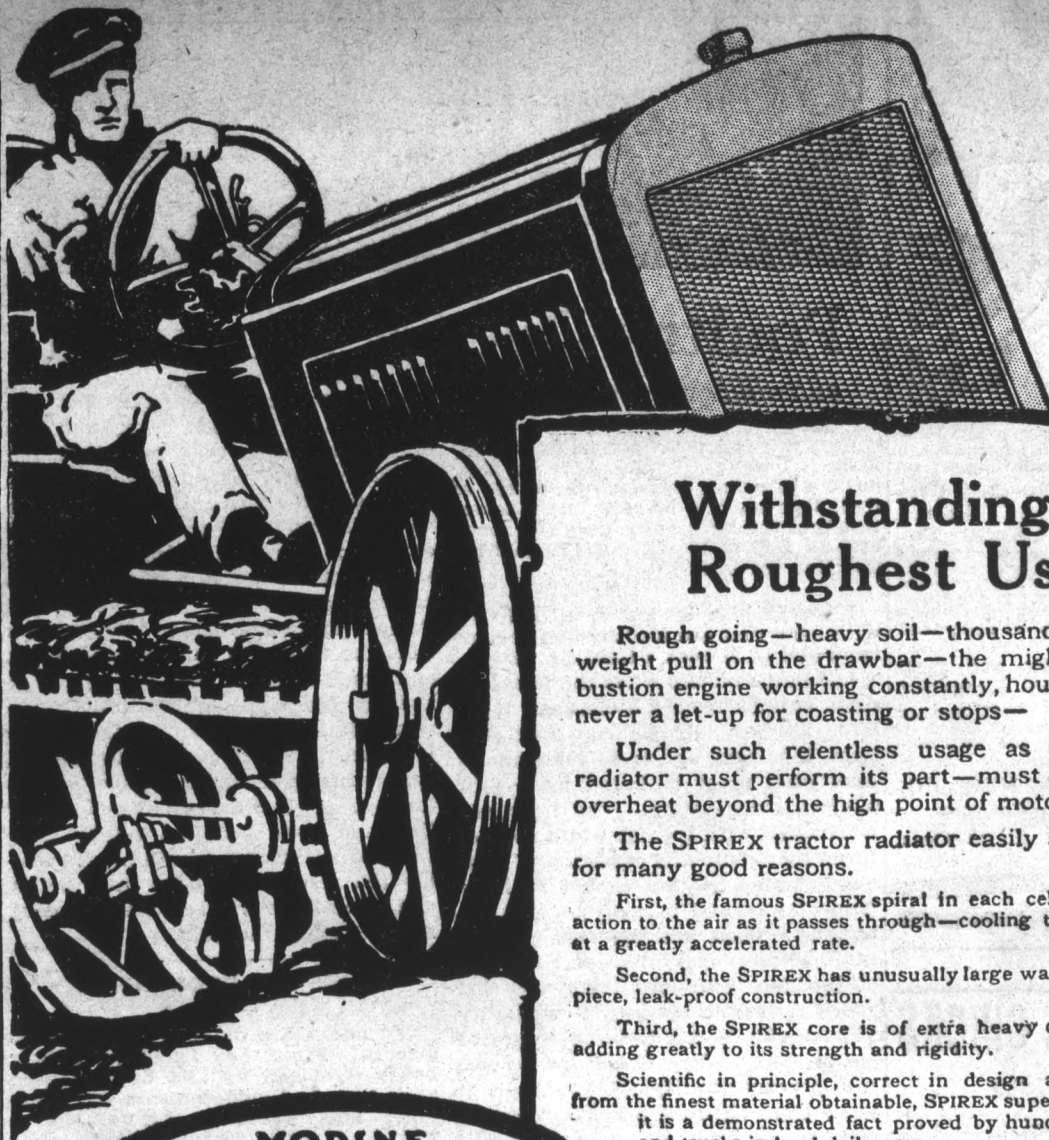 Withstanding
Roughest Us
Rough going—heavy soil—thousand
weight pull on the drawbar—the migh
bustion engine working constantly, hou
never a let-up for coasting or stops—
Under such relentless usage as
radiator must perform its part—must
overheat beyond the high point of moto
The SPIREX tractor radiator easily
for many good reasons.
First, the famous SPIREX spiral in each cel
action to the air as it passes through—cooling t
at a greatly accelerated rate.
Second, the SPIREX has unusually large wa
piece, leak-proof construction.
Third, the SPIREX core is of extra heavy
adding greatly to its strength and rigidity.
Scientific in principle, correct in design a
from the finest material obtainable, SPIREX supe
it is a demonstrated fact proved by hund
MODINE